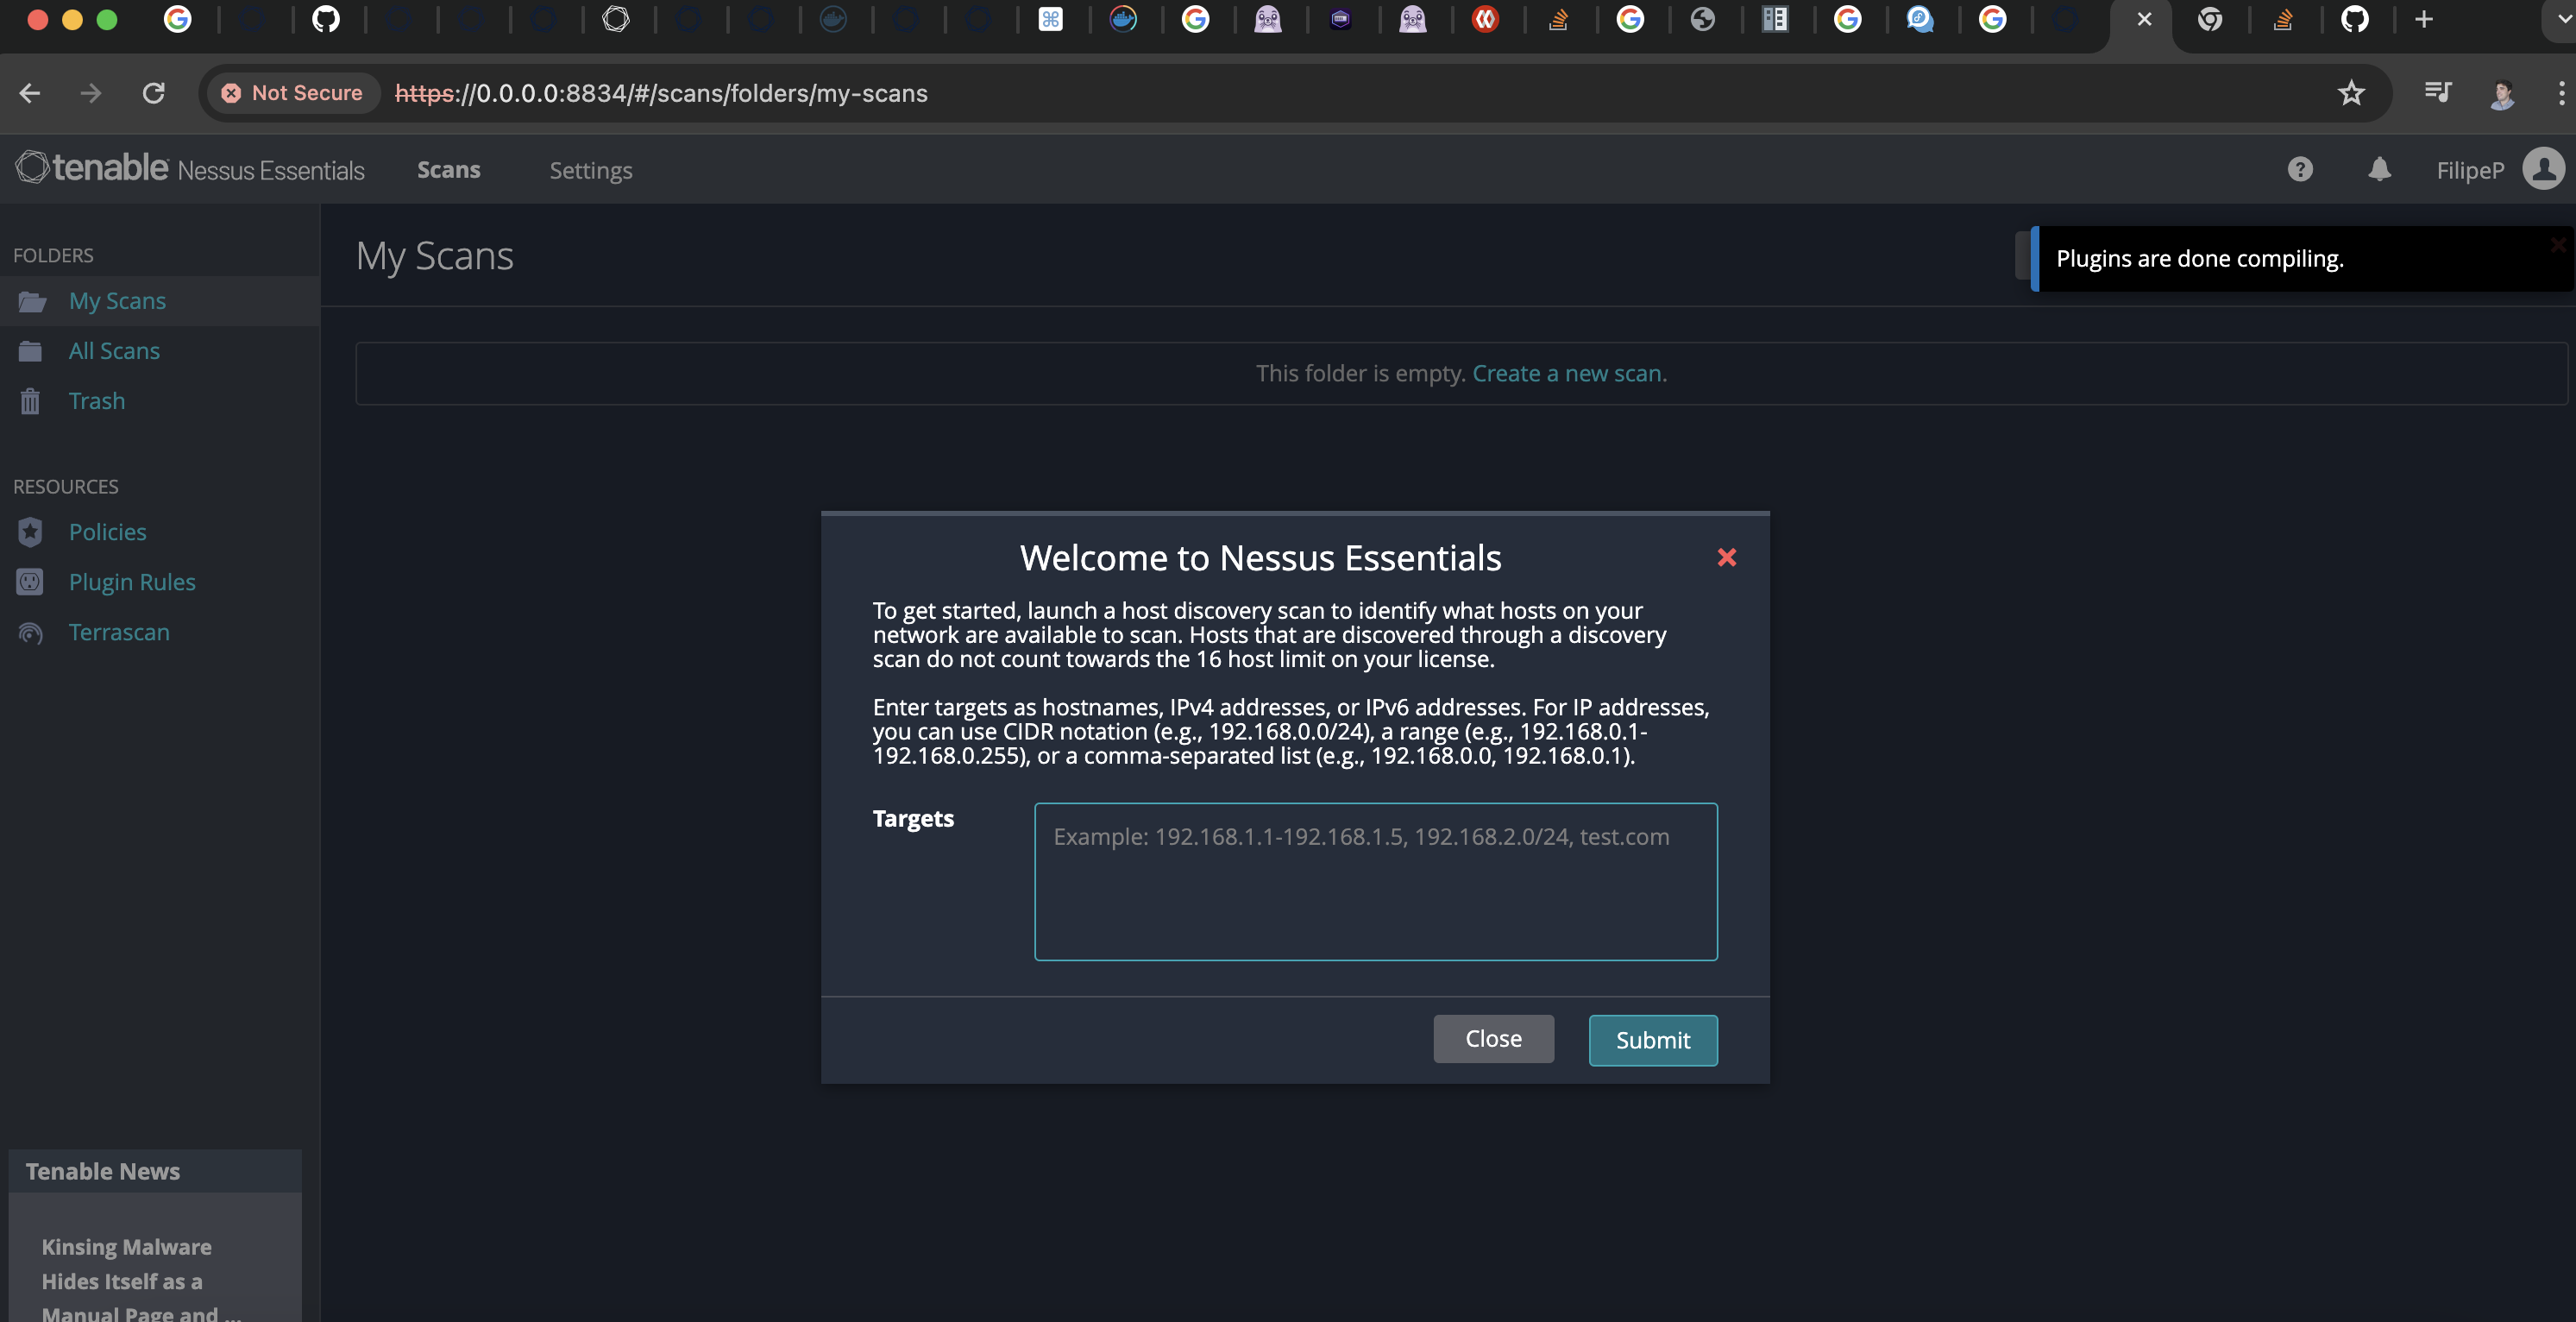 Not Secure https://0.0.0.0:8834/#/scans/folders/my-scans
tenable Nessus Essentials Scans Settings FilipeP
FOLDERS
My Scans
All Scans
Trash
RESOURCES
Policies
Plugin Rules
Terrascan
Tenable News
Kinsing Malware
Hides Itself as a
Manual Page and ...
My Scans
Plugins are done compiling.
This folder is empty. Create a new scan.
Welcome to Nessus Essentials
To get started, launch a host discovery scan to identify what hosts on your
network are available to scan. Hosts that are discovered through a discovery
scan do not count towards the 16 host limit on your license.
Enter targets as hostnames, IPv4 addresses, or IPv6 addresses. For IP addresses,
you can use CIDR notation (e.g., 192.168.0.0/24), a range (e.g., 192.168.0.1-
192.168.0.255), or a comma-separated list (e.g., 192.168.0.0, 192.168.0.1).
Targets
Example: 192.168.1.1-192.168.1.5, 192.168.2.0/24, test.com
Close Submit